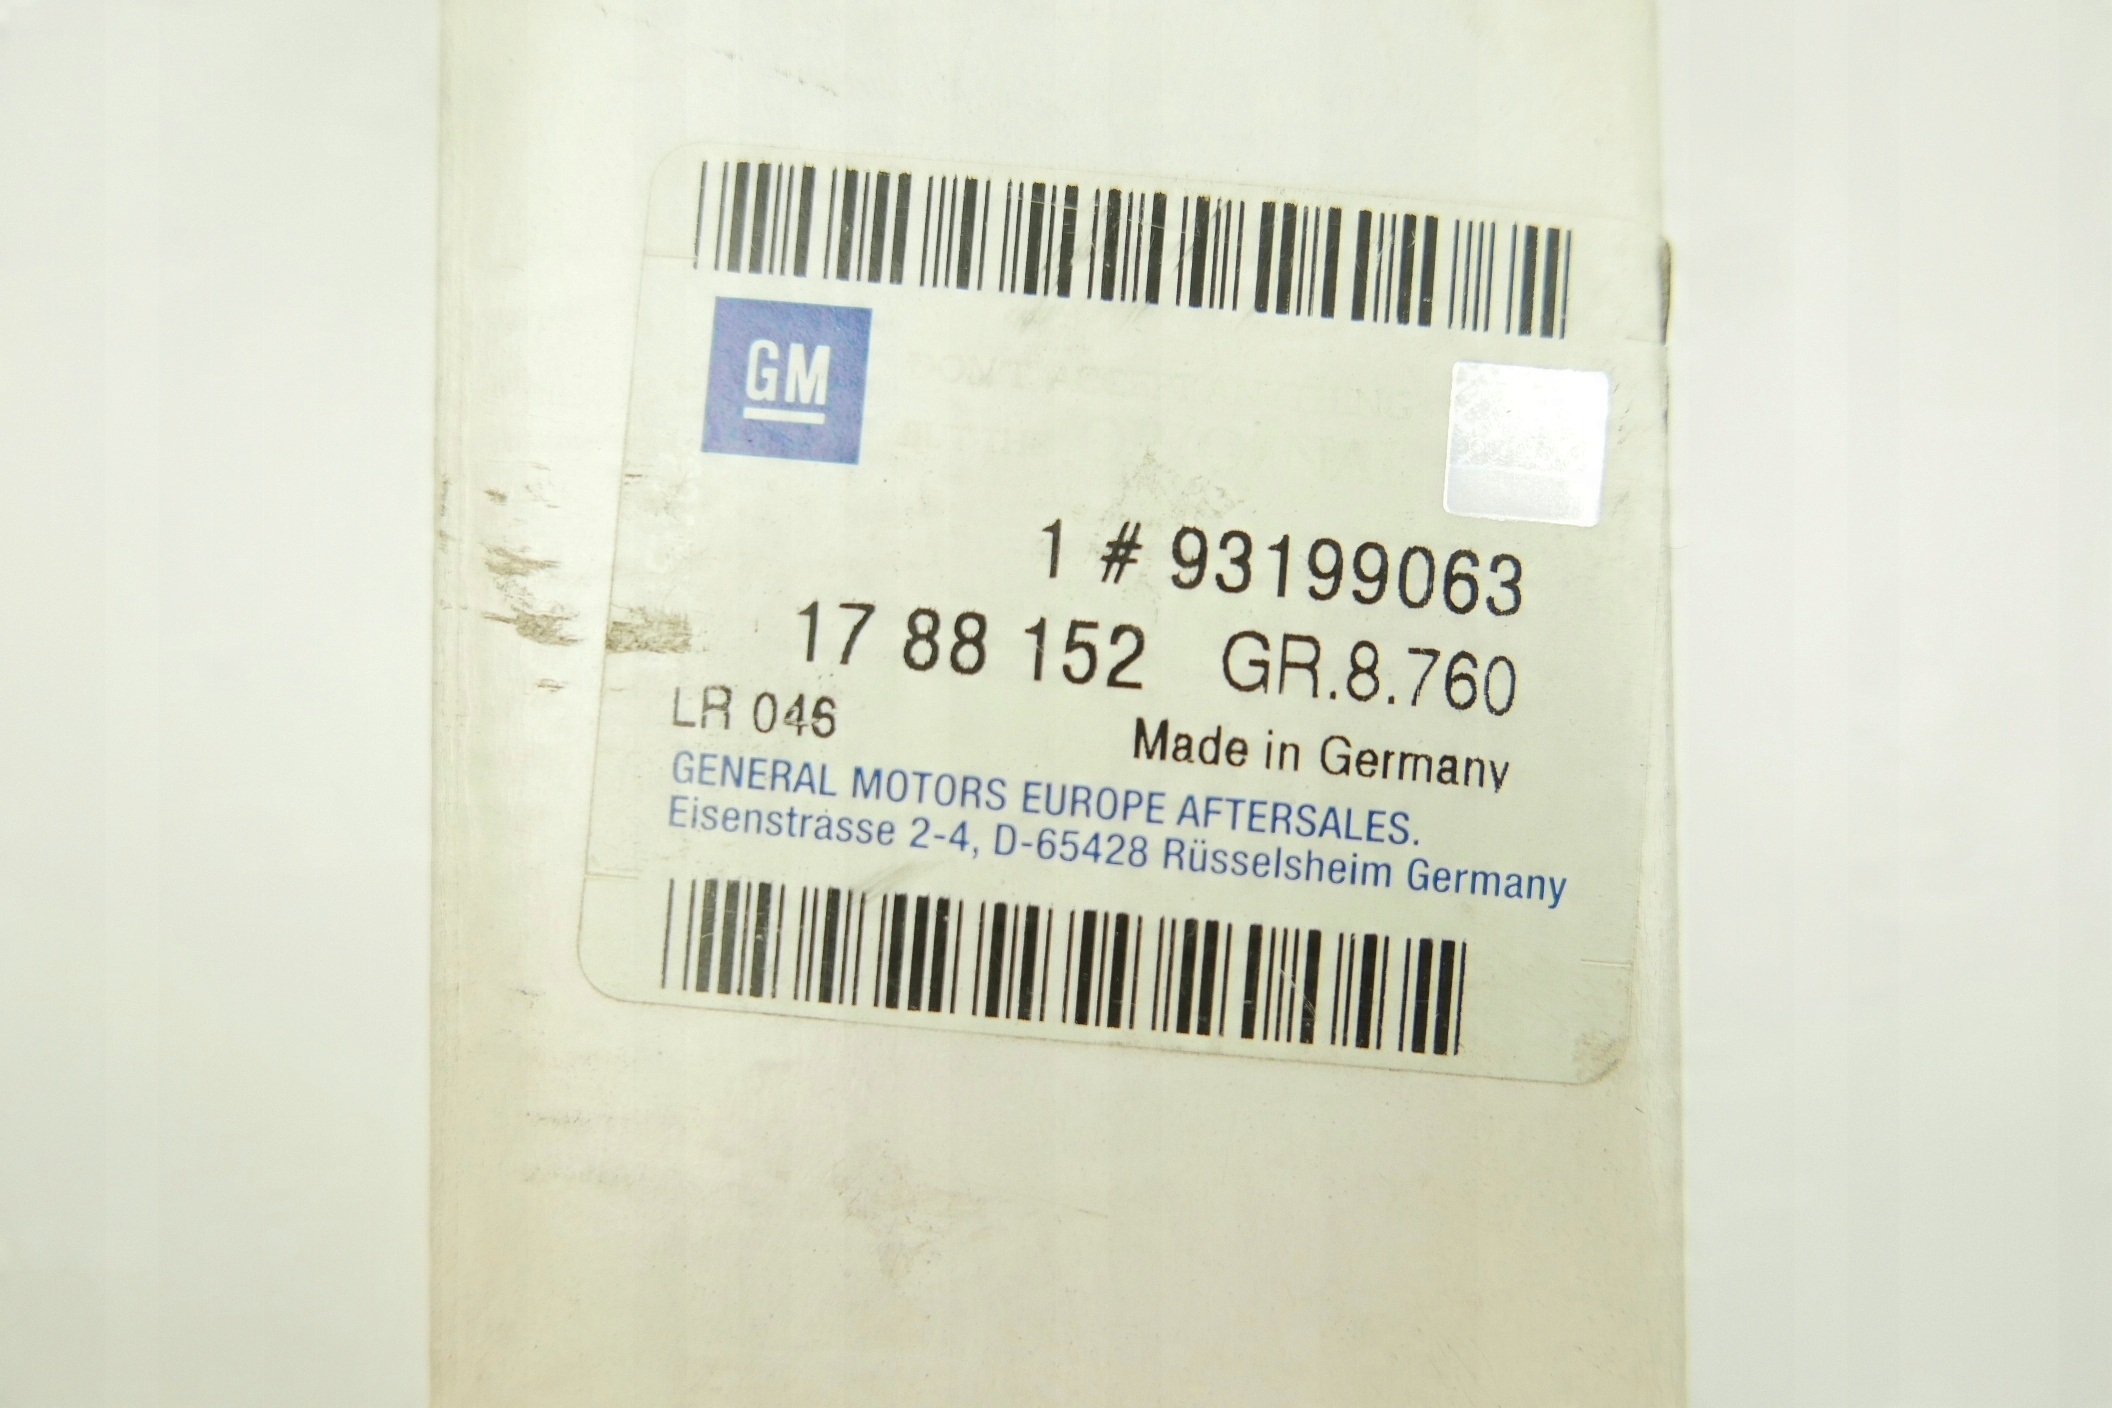 GM
1 # 93199063
17 88 152 GR.8.760
LR 046
Made in Germany
GENERAL MOTORS EUROPE AFTERSALES.
Eisenstrasse 2-4, D-65428 Rüsselsheim Germany